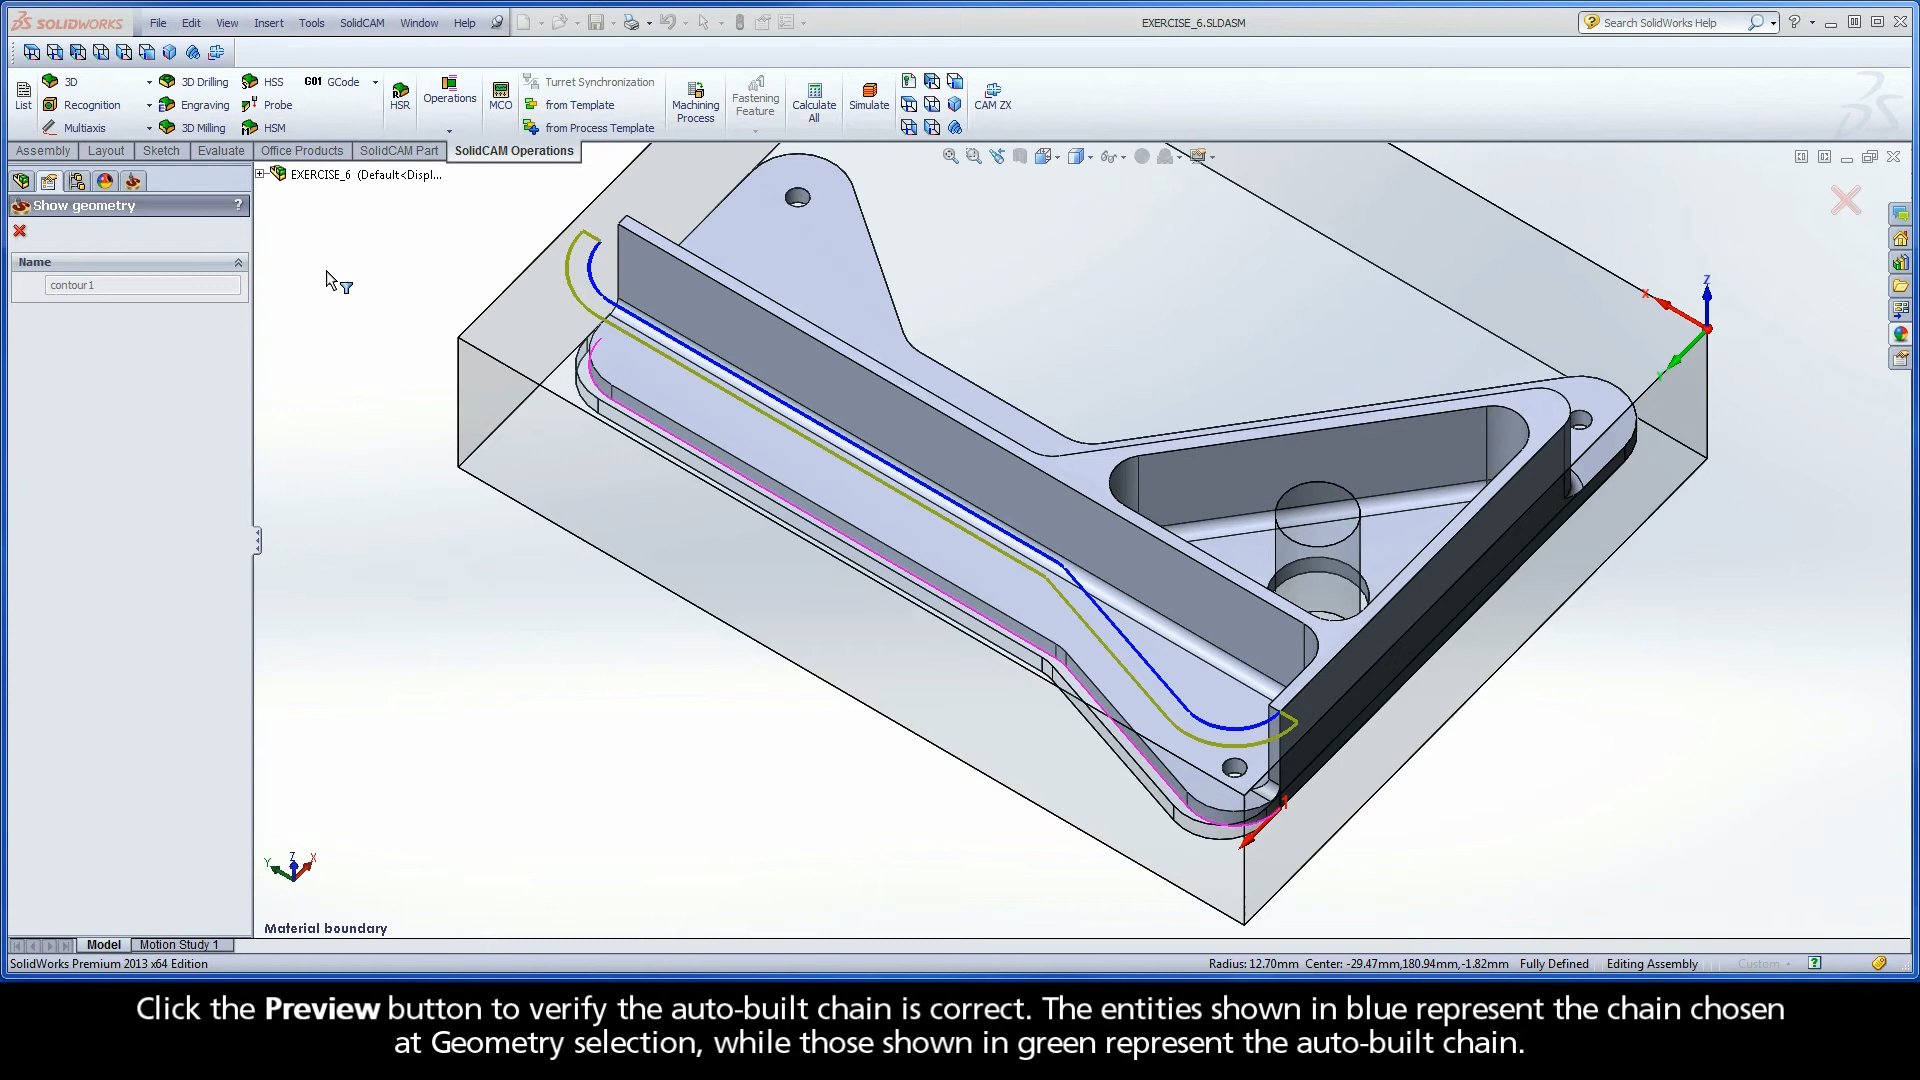 SOLIDWORKS File Edit View Insert Tools SolidCAM Window Help EXERCISE_6.SLDASM Search SolidWorks Help ?
3D 3D Drilling HSS G01 GCode
Recognition Engraving Probe
Multiaxis 3D Milling HSM
List HSR Operations MCO
Turret Synchronization
from Template
from Process Template
Machining Process
Fastening Feature
Calculate All
Simulate
CAM ZX
Assembly Layout Sketch Evaluate Office Products SolidCAM Part SolidCAM Operations
EXERCISE_6 (Default<Displ...
Show geometry ?
Name
contour1
Z
X
Y
1
Y Z X
Material boundary
Model Motion Study 1
SolidWorks Premium 2013 x64 Edition Radius: 12.70mm Center: -29.47mm,180.94mm,-1.82mm Fully Defined Editing Assembly Custom ?
Click the Preview button to verify the auto-built chain is correct. The entities shown in blue represent the chain chosen
at Geometry selection, while those shown in green represent the auto-built chain.